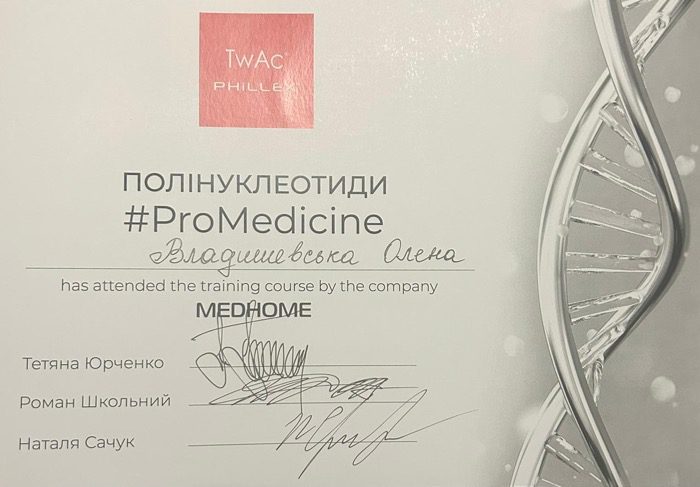 TwAc®
PHILLEX
ПОЛІНУКЛЕОТИДИ
#ProMedicine
Владишевська Олена
has attended the training course by the company
MEDHOME
Тетяна Юрченко
Роман Школьний
Наталя Сачук